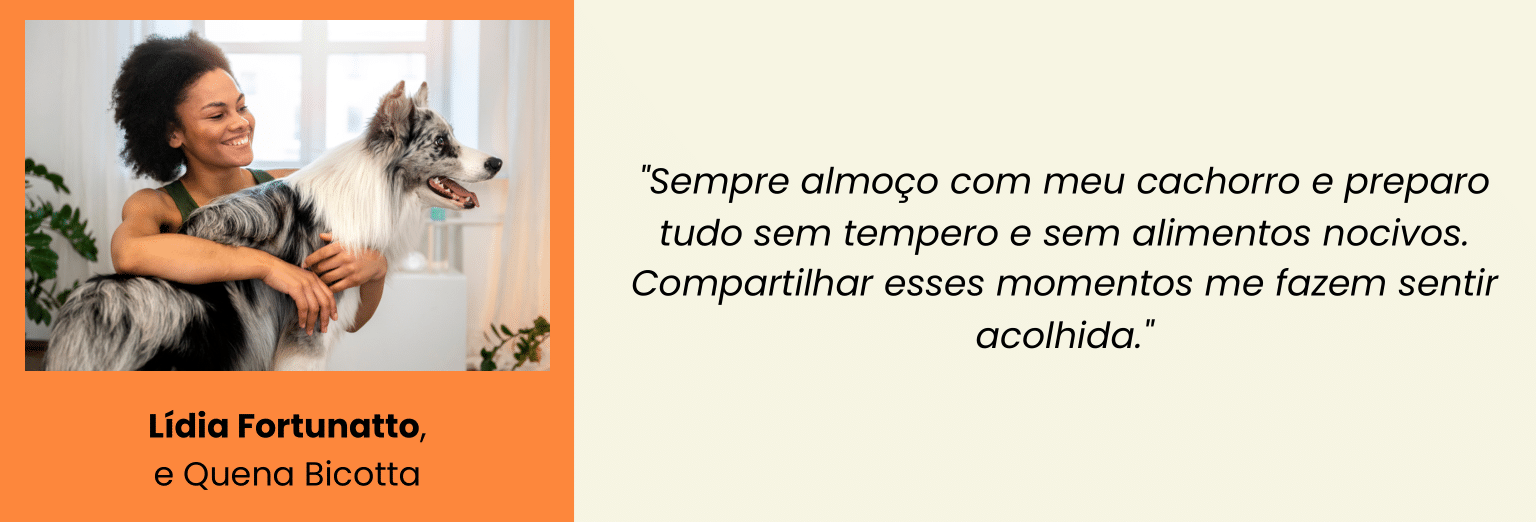 "Sempre almoço com meu cachorro e preparo
tudo sem tempero e sem alimentos nocivos.
Compartilhar esses momentos me fazem sentir
acolhida."
Lídia Fortunatto,
e Quena Bicotta